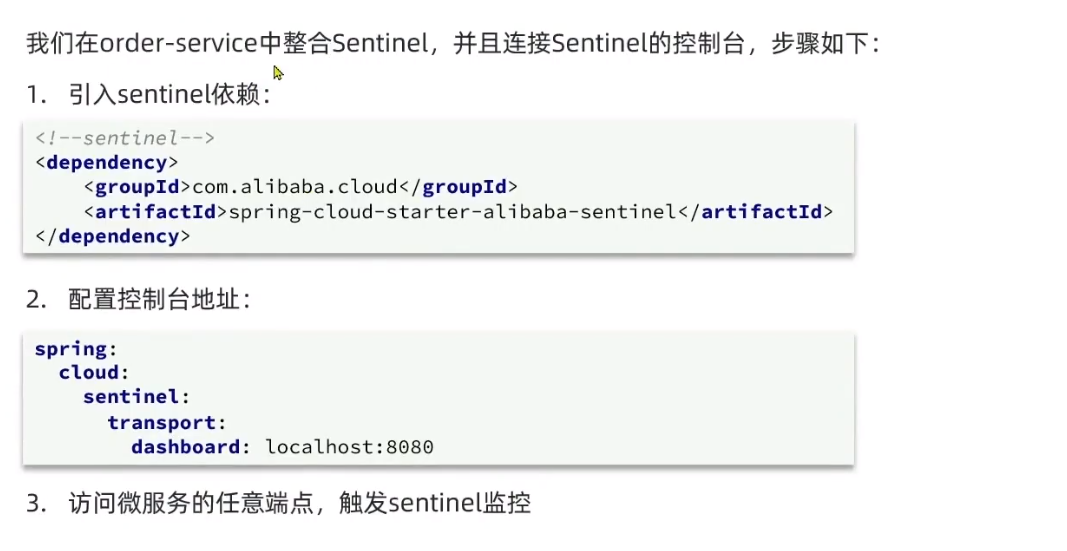 我们在order-service中整合Sentinel，并且连接Sentinel的控制台，步骤如下：
1. 引入sentinel依赖：
<!--sentinel-->
<dependency>
    <groupId>com.alibaba.cloud</groupId>
    <artifactId>spring-cloud-starter-alibaba-sentinel</artifactId>
</dependency>
2. 配置控制台地址：
spring:
  cloud:
    sentinel:
      transport:
        dashboard: localhost:8080
3. 访问微服务的任意端点，触发sentinel监控